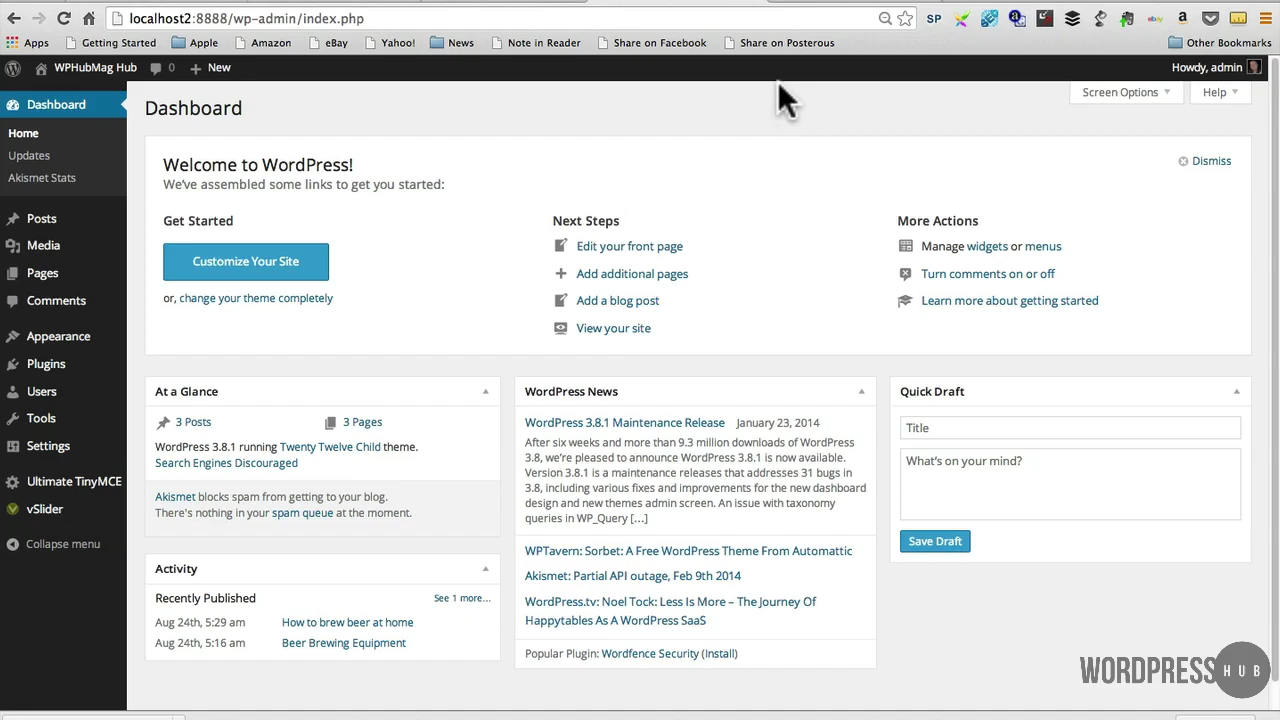 localhost2:8888/wp-admin/index.php
SP
ebay
a
Apps Getting Started Apple Amazon eBay Yahoo! News Note in Reader Share on Facebook Share on Posterous Other Bookmarks
WPHubMag Hub 0 New Howdy, admin
Dashboard
Home
Updates
Akismet Stats
Posts
Media
Pages
Comments
Appearance
Plugins
Users
Tools
Settings
Ultimate TinyMCE
vSlider
Collapse menu
Screen Options Help
Dashboard
Welcome to WordPress!
Dismiss
We've assembled some links to get you started:
Get Started
Customize Your Site
or, change your theme completely
Next Steps
Edit your front page
Add additional pages
Add a blog post
View your site
More Actions
Manage widgets or menus
Turn comments on or off
Learn more about getting started
At a Glance
3 Posts 3 Pages
WordPress 3.8.1 running Twenty Twelve Child theme.
Search Engines Discouraged
Akismet blocks spam from getting to your blog.
There's nothing in your spam queue at the moment.
Activity
Recently Published See 1 more...
Aug 24th, 5:29 am How to brew beer at home
Aug 24th, 5:16 am Beer Brewing Equipment
WordPress News
WordPress 3.8.1 Maintenance Release January 23, 2014
After six weeks and more than 9.3 million downloads of WordPress
3.8, we're pleased to announce WordPress 3.8.1 is now available.
Version 3.8.1 is a maintenance releases that addresses 31 bugs in
3.8, including various fixes and improvements for the new dashboard
design and new themes admin screen. An issue with taxonomy
queries in WP_Query […]
WPTavern: Sorbet: A Free WordPress Theme From Automattic
Akismet: Partial API outage, Feb 9th 2014
WordPress.tv: Noel Tock: Less Is More – The Journey Of
Happytables As A WordPress SaaS
Popular Plugin: Wordfence Security (Install)
Quick Draft
Title
What's on your mind?
Save Draft
WORDPRESS HUB